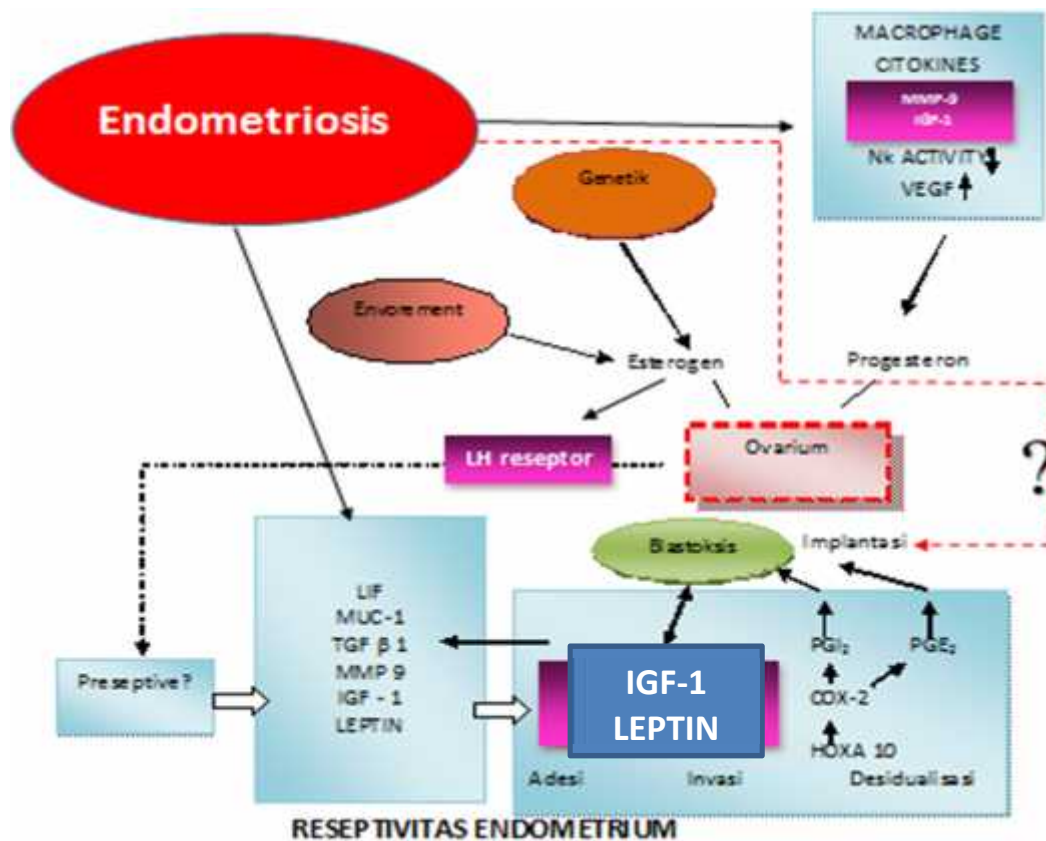 MACROPHAGE
CITOKINES
MMP-9
IGF-1
Nk ACTIVITY
VEGF
Endometriosis
Genetik
Envorement
Esterogen
Progesteron
LH reseptor
Ovarium
?
Blastoksis
Implantasi
LIF
MUC-1
TGF β 1
MMP 9
IGF - 1
LEPTIN
Preseptive?
IGF-1
LEPTIN
PGI₂
PGE₂
COX-2
HOXA 10
Adesi
Invasi
Desidualisasi
RESEPTIVITAS ENDOMETRIUM